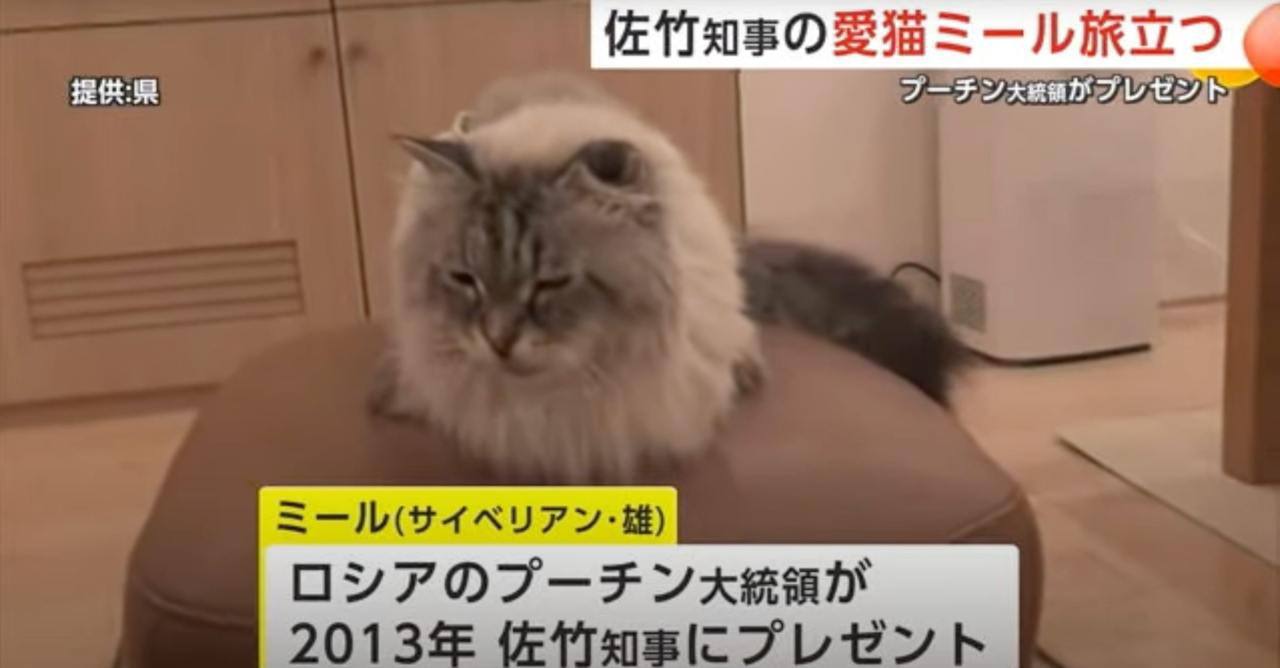 佐竹知事の愛猫ミール旅立つ
プーチン大統領がプレゼント
提供:県
ミール(サイベリアン・雄)
ロシアのプーチン大統領が
2013年 佐竹知事にプレゼント